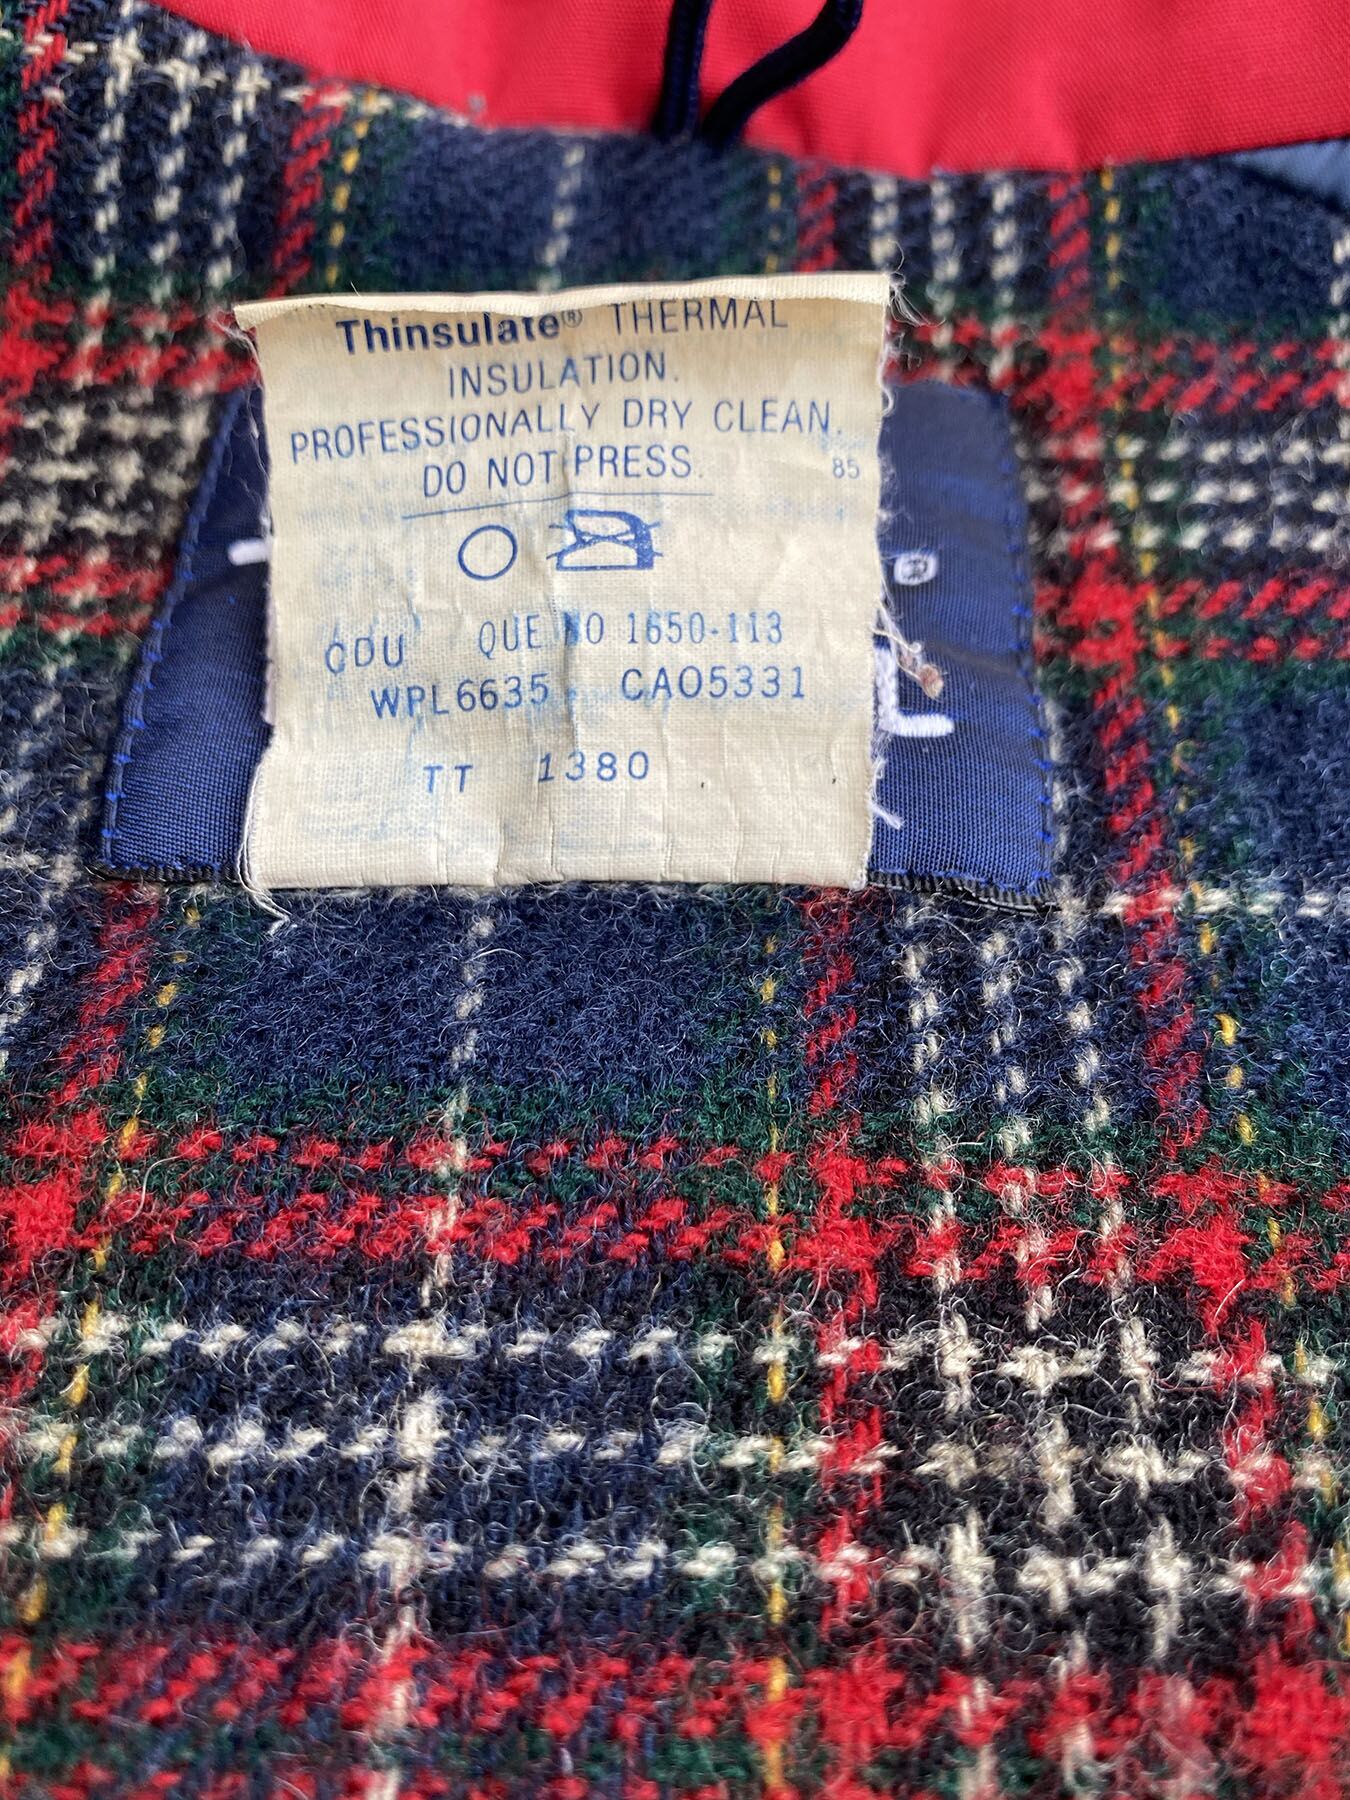 Thinsulate® THERMAL
INSULATION.
PROFESSIONALLY DRY CLEAN.
DO NOT PRESS.
85
CDU QUE NO 1650-113
WPL6635 CA05331
TT 1380
®